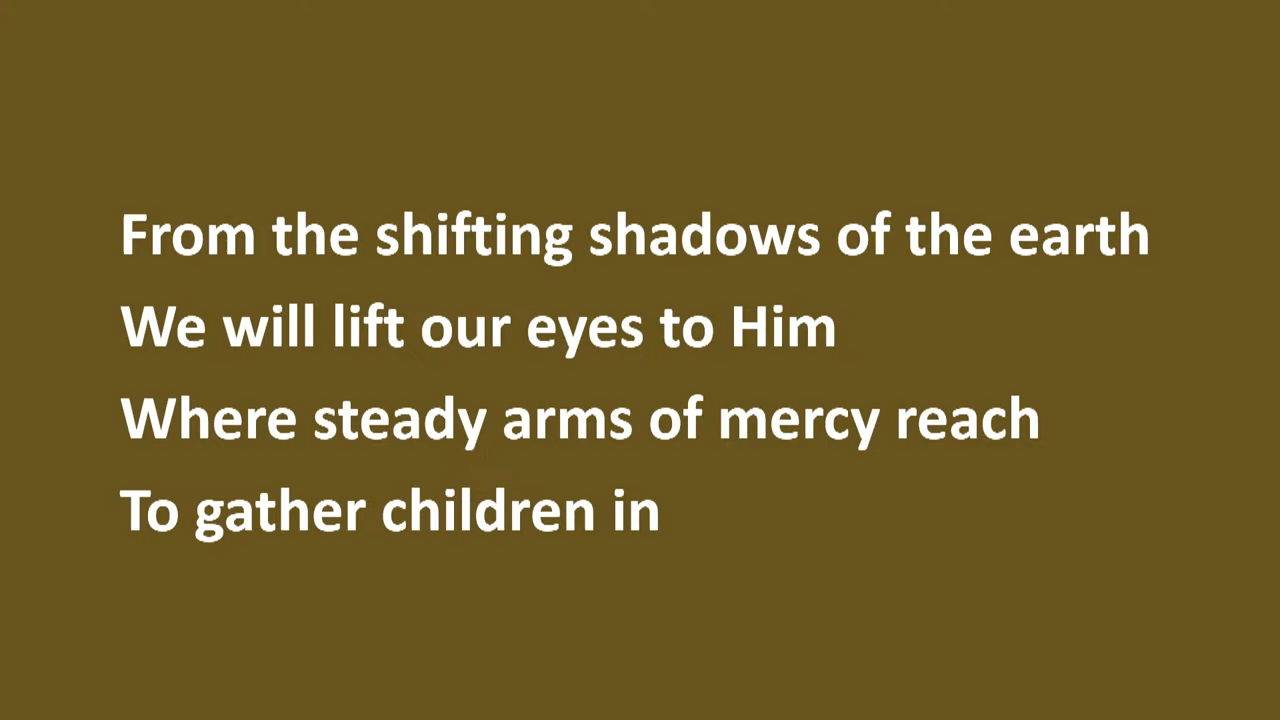 From the shifting shadows of the earth
We will lift our eyes to Him
Where steady arms of mercy reach
To gather children in